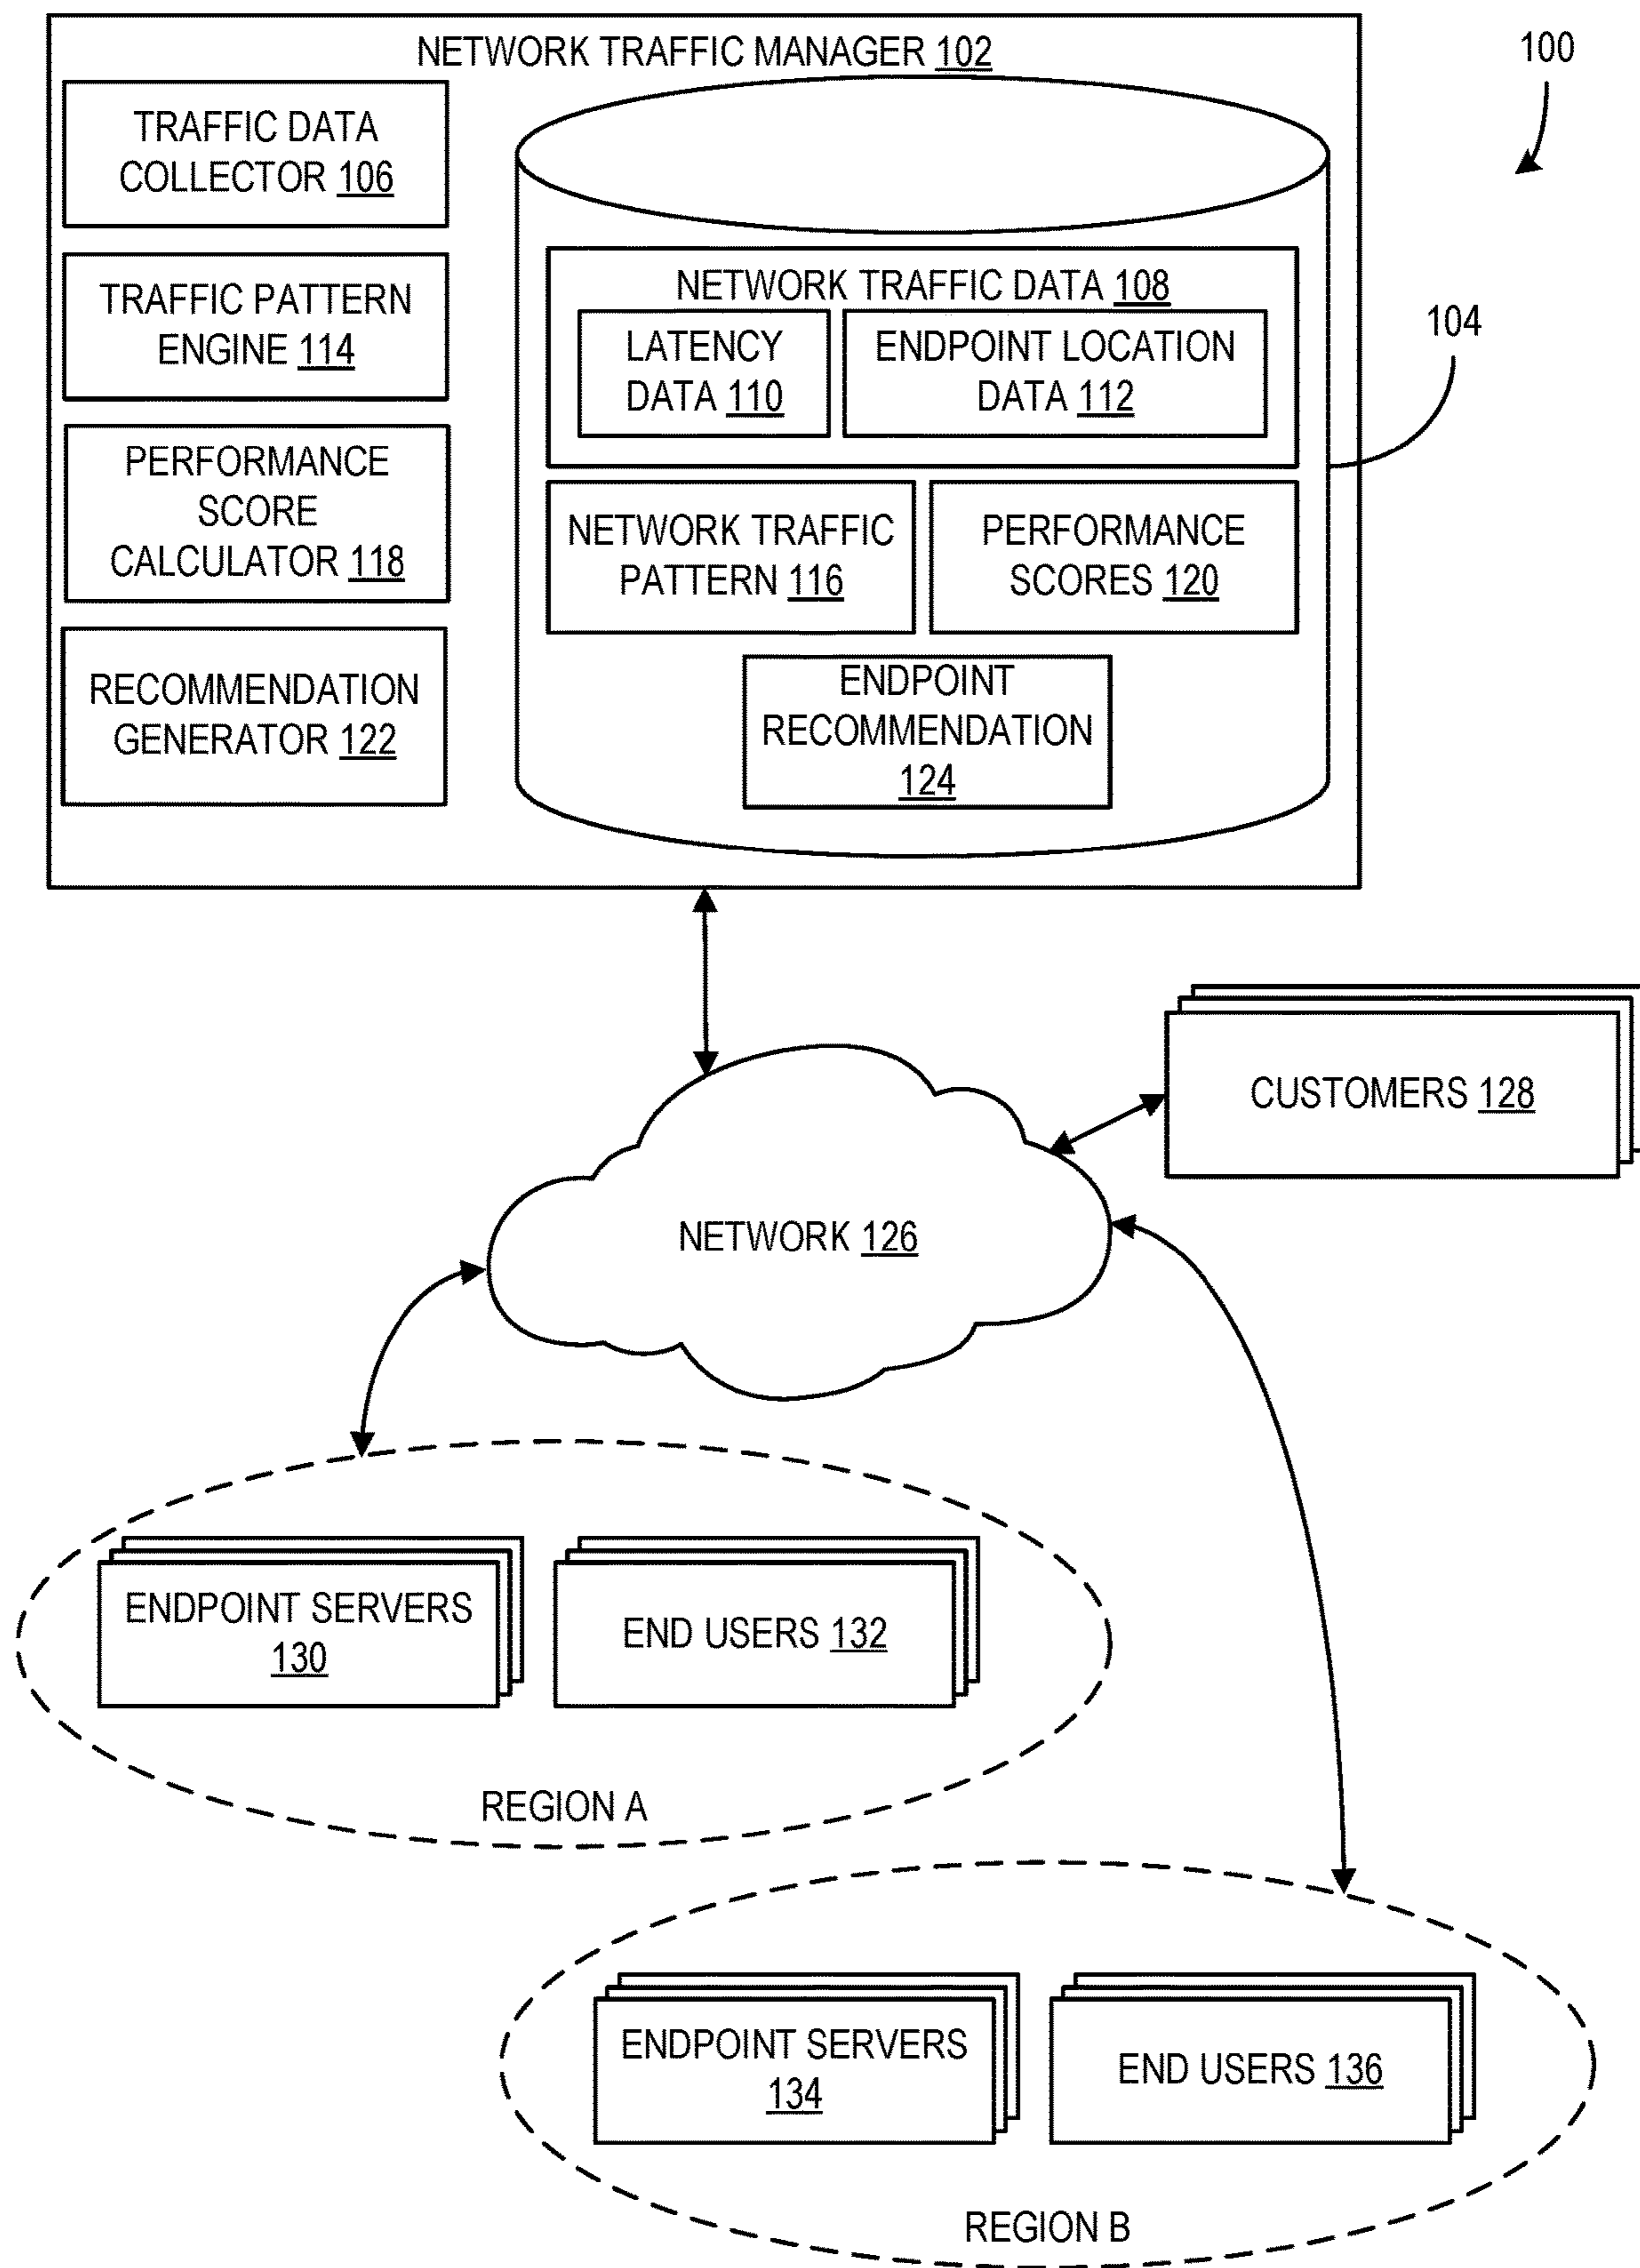 NETWORK TRAFFIC MANAGER 102
100
TRAFFIC DATA
COLLECTOR 106
TRAFFIC PATTERN
ENGINE 114
PERFORMANCE
SCORE
CALCULATOR 118
RECOMMENDATION
GENERATOR 122
NETWORK TRAFFIC DATA 108
LATENCY
DATA 110
ENDPOINT LOCATION
DATA 112
104
NETWORK TRAFFIC
PATTERN 116
PERFORMANCE
SCORES 120
ENDPOINT
RECOMMENDATION
124
CUSTOMERS 128
NETWORK 126
ENDPOINT SERVERS
130
END USERS 132
REGION A
ENDPOINT SERVERS
134
END USERS 136
REGION B